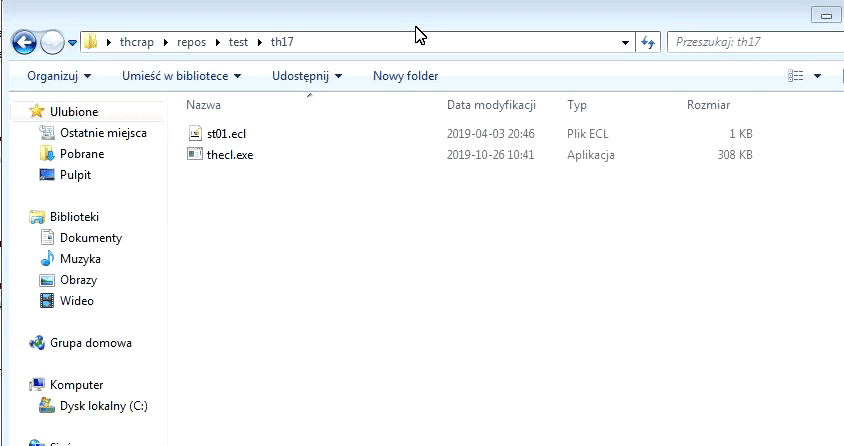 thcrap repos test th17 Przeszukaj: th17
Organizuj Umieść w bibliotece Udostępnij Nowy folder
Nazwa Data modyfikacji Typ Rozmiar
st01.ecl 2019-04-03 20:46 Plik ECL 1 KB
thecl.exe 2019-10-26 10:41 Aplikacja 308 KB
Ulubione
Ostatnie miejsca
Pobrane
Pulpit
Biblioteki
Dokumenty
Muzyka
Obrazy
Wideo
Grupa domowa
Komputer
Dysk lokalny (C:)